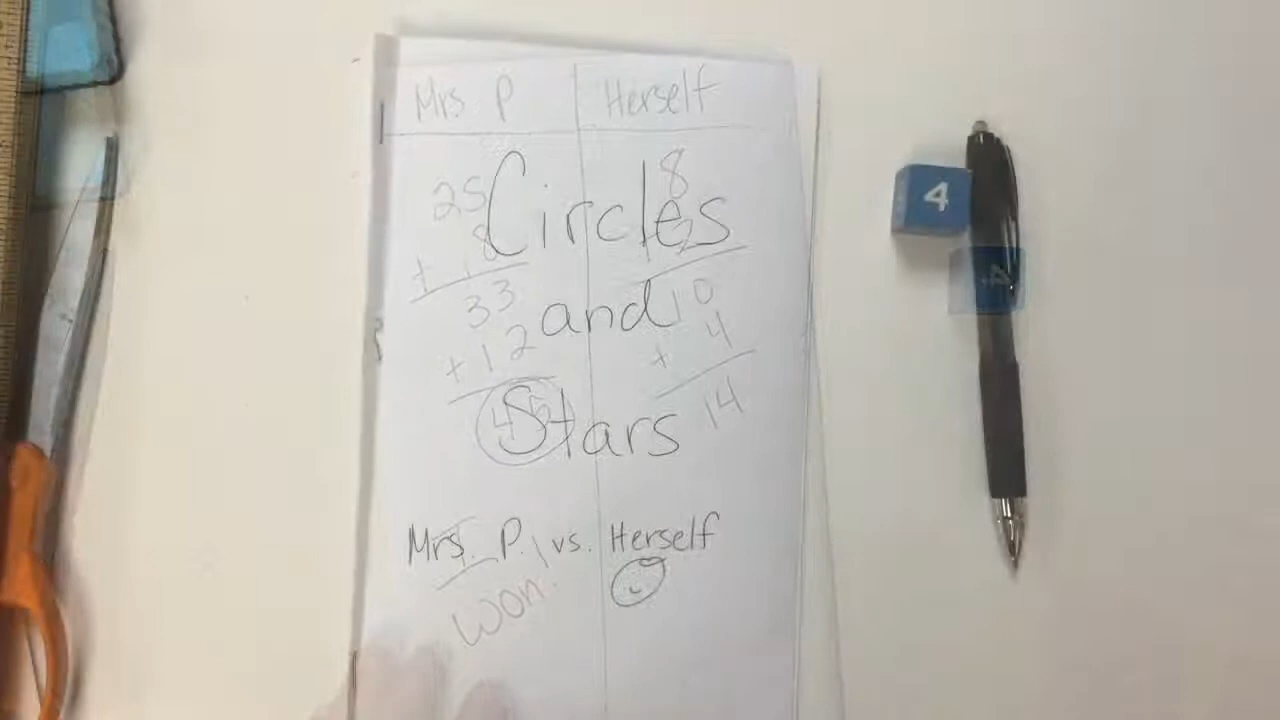 Mrs. P Herself
25 8
+ 8 2
33 10
+ 12 + 4
45 14
Circles
and
Stars
Mrs. P. vs. Herself
Won!
4
4